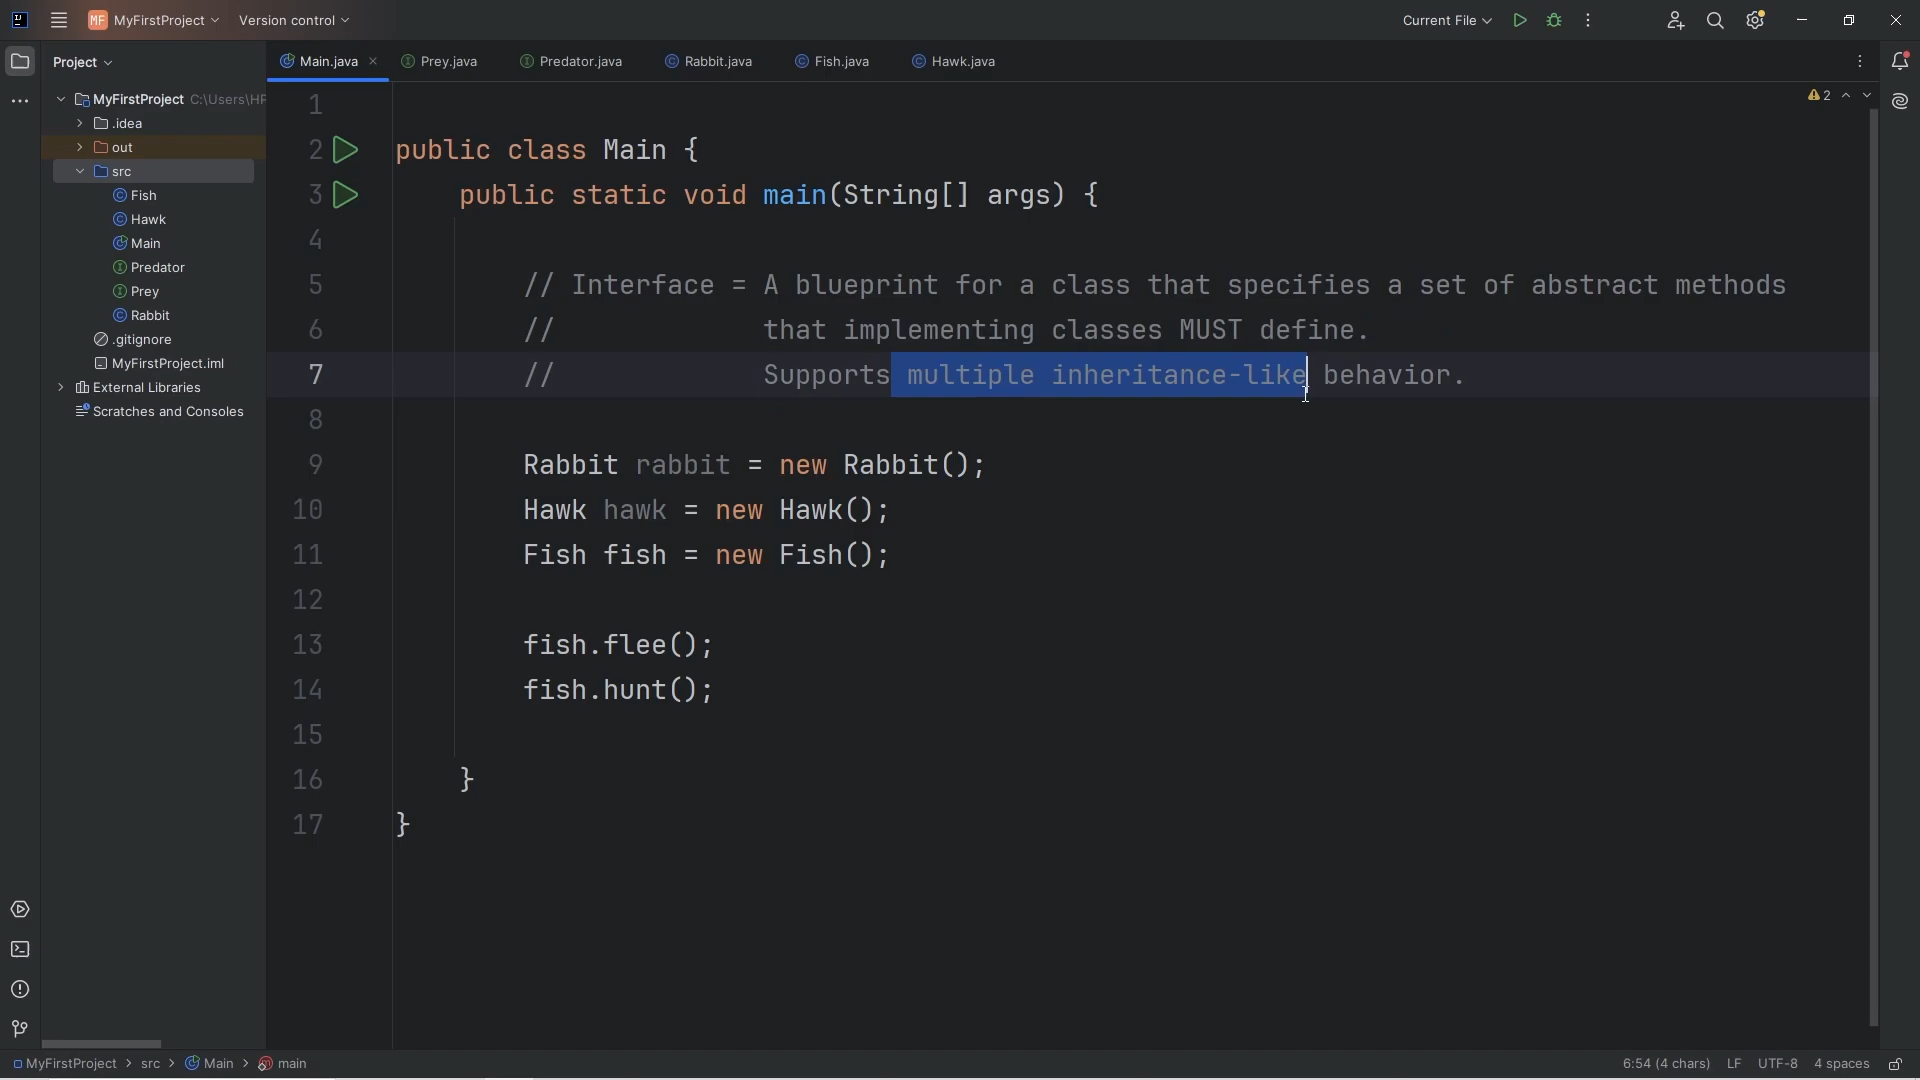 MF MyFirstProject Version control Current File
Project
Main.java Prey.java Predator.java Rabbit.java Fish.java Hawk.java
MyFirstProject C:\Users\HP
.idea
out
src
Fish
Hawk
Main
Predator
Prey
Rabbit
.gitignore
MyFirstProject.iml
External Libraries
Scratches and Consoles
2
1
2 public class Main {
3 public static void main(String[] args) {
4
5 // Interface = A blueprint for a class that specifies a set of abstract methods
6 // that implementing classes MUST define.
7 // Supports multiple inheritance-like behavior.
8
9 Rabbit rabbit = new Rabbit();
10 Hawk hawk = new Hawk();
11 Fish fish = new Fish();
12
13 fish.flee();
14 fish.hunt();
15
16 }
17 }
MyFirstProject > src > Main > main 6:54 (4 chars) LF UTF-8 4 spaces